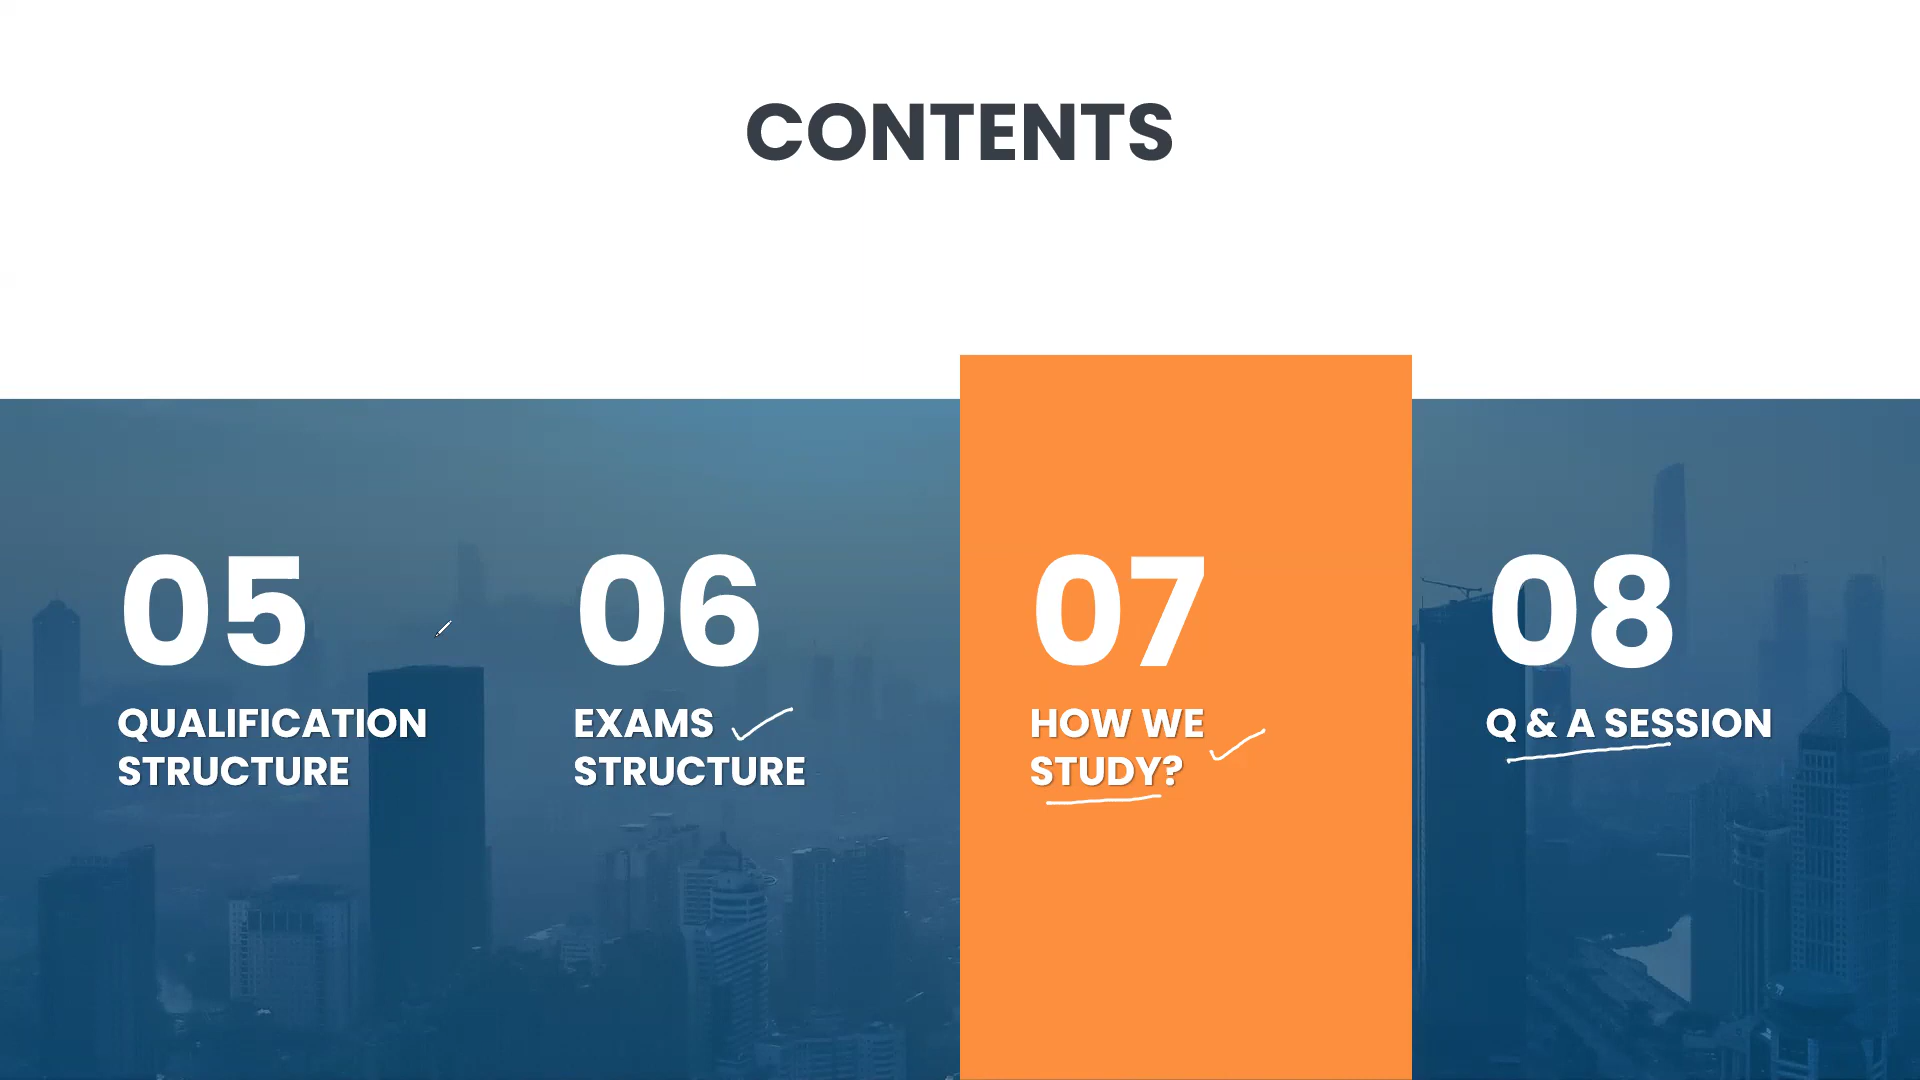 CONTENTS
05
QUALIFICATION
STRUCTURE
06
EXAMS
STRUCTURE
07
HOW WE
STUDY?
08
Q & A SESSION